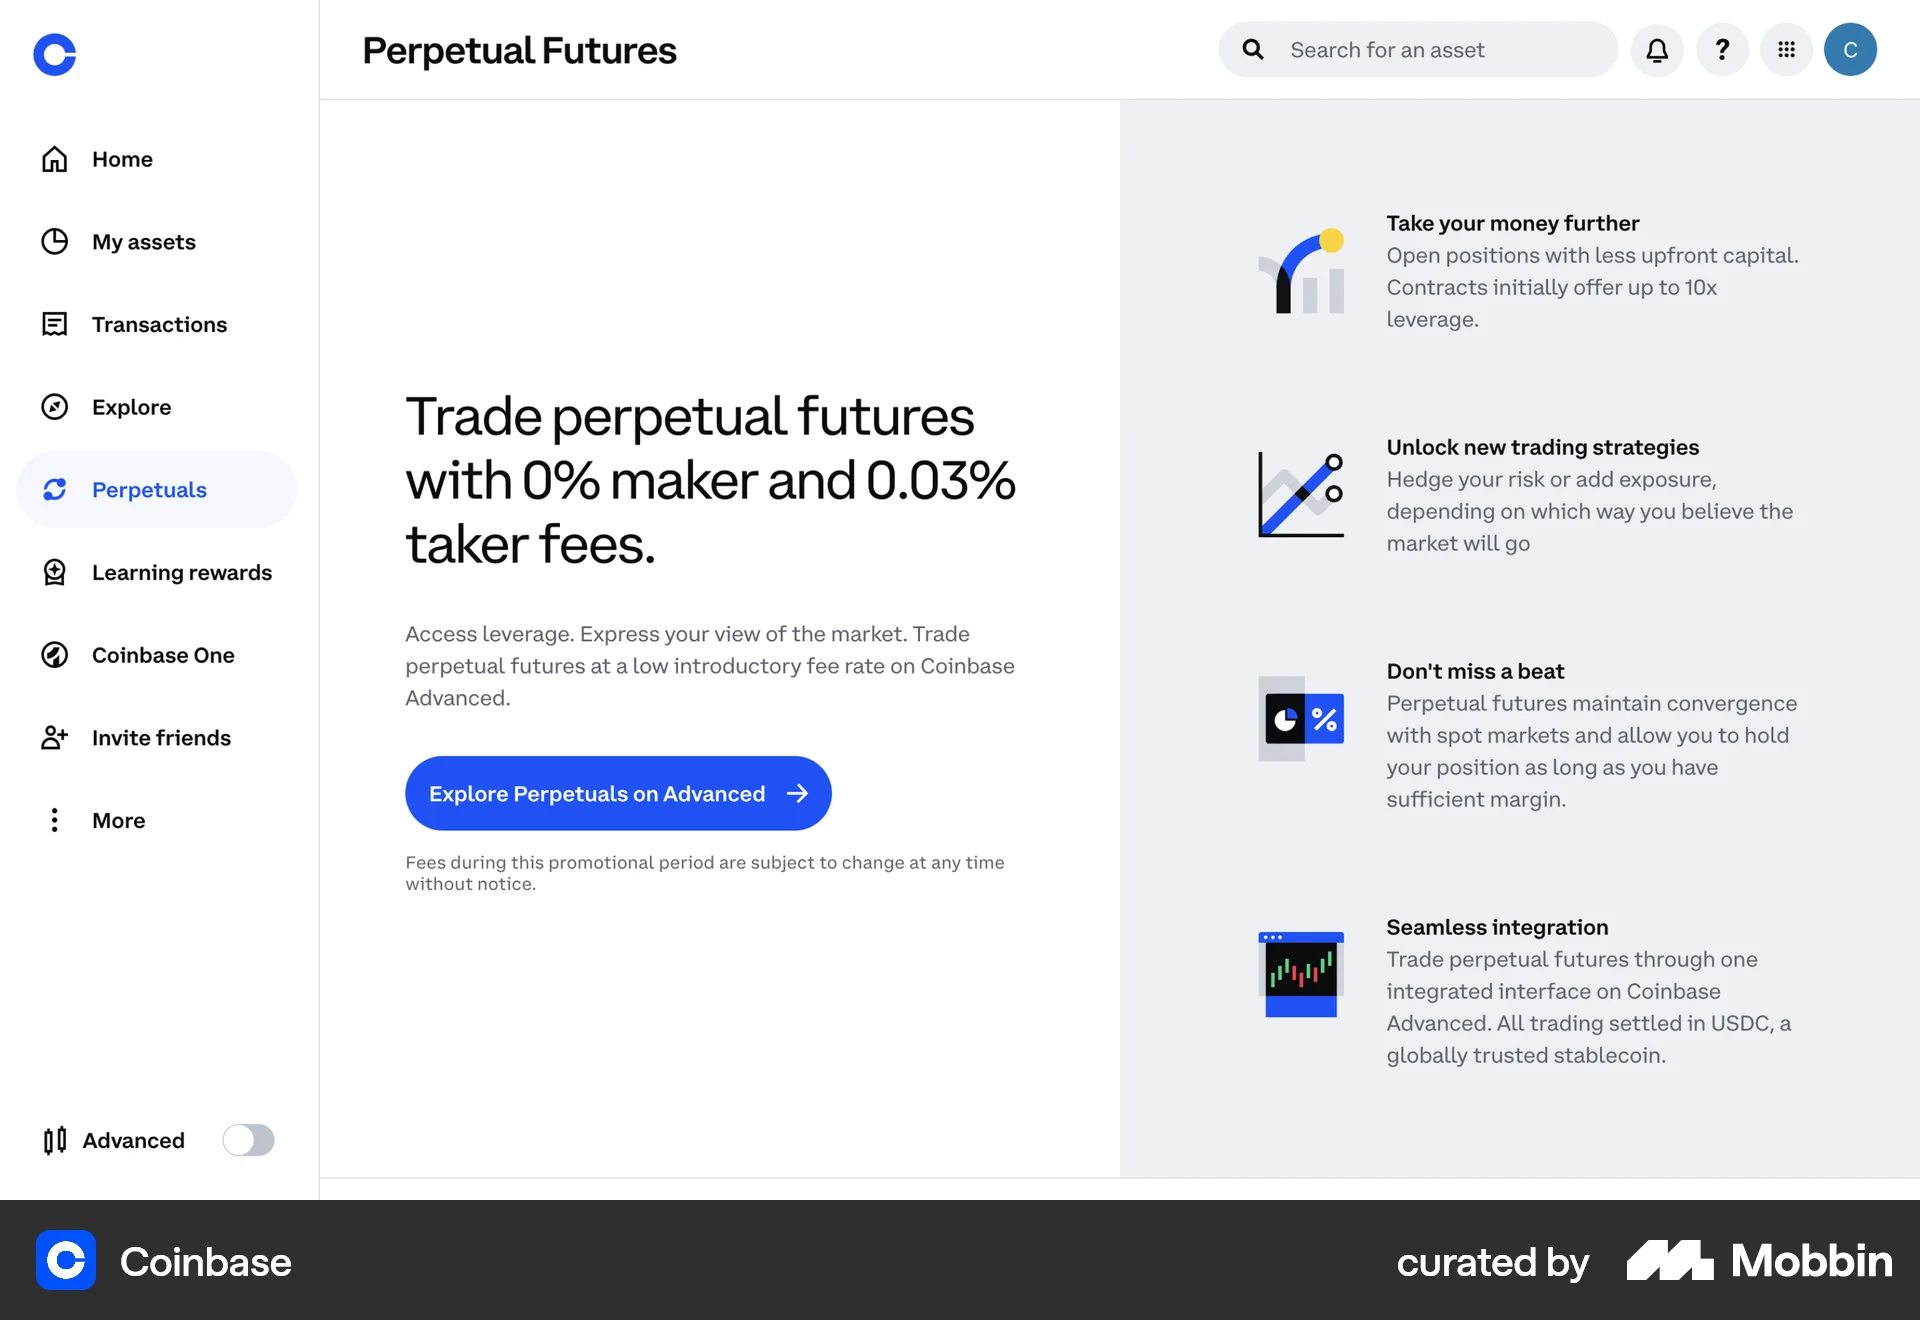 Perpetual Futures
Search for an asset
?
C
Home
My assets
Transactions
Explore
Perpetuals
Learning rewards
Coinbase One
Invite friends
More
Advanced
Trade perpetual futures
with 0% maker and 0.03%
taker fees.
Access leverage. Express your view of the market. Trade
perpetual futures at a low introductory fee rate on Coinbase
Advanced.
Explore Perpetuals on Advanced
Fees during this promotional period are subject to change at any time
without notice.
Take your money further
Open positions with less upfront capital.
Contracts initially offer up to 10x
leverage.
Unlock new trading strategies
Hedge your risk or add exposure,
depending on which way you believe the
market will go
%
Don't miss a beat
Perpetual futures maintain convergence
with spot markets and allow you to hold
your position as long as you have
sufficient margin.
Seamless integration
Trade perpetual futures through one
integrated interface on Coinbase
Advanced. All trading settled in USDC, a
globally trusted stablecoin.
Coinbase
curated by Mobbin